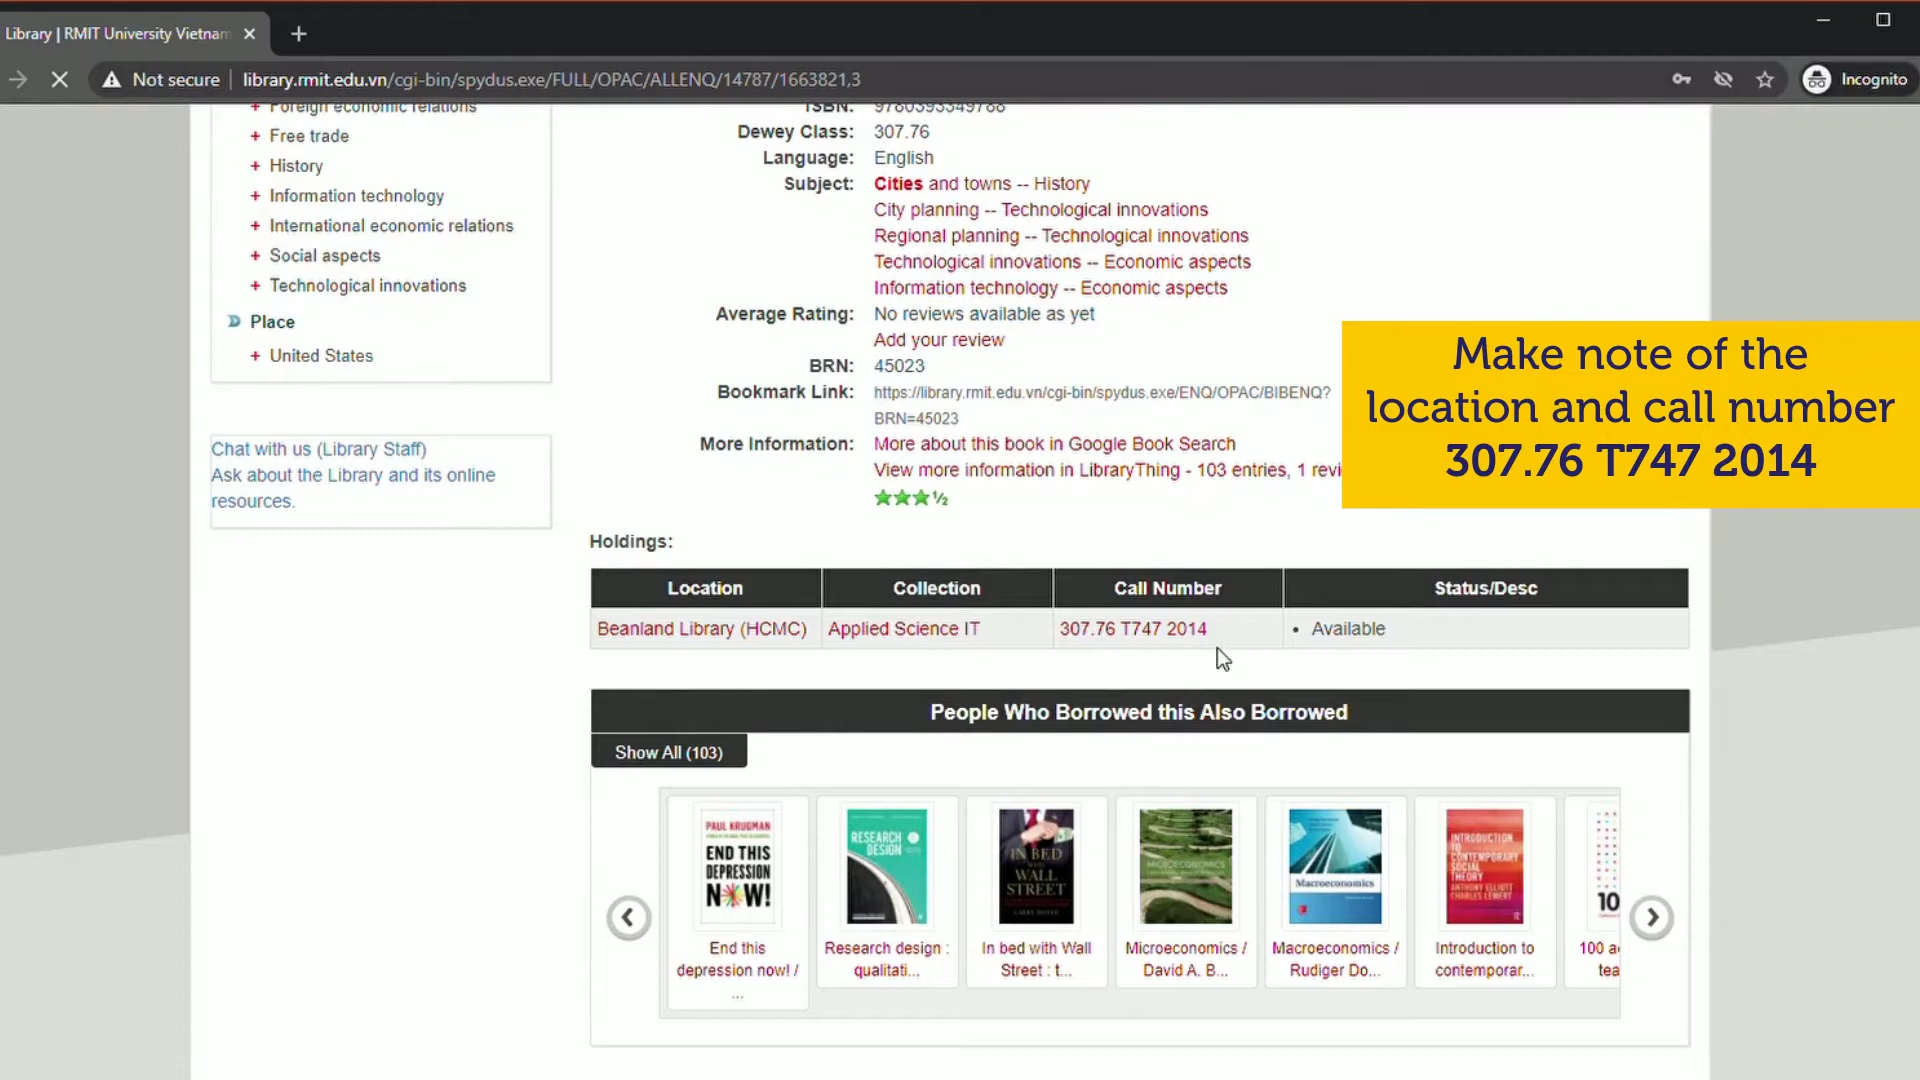 Library | RMIT University Vietnam
Not secure
library.rmit.edu.vn/cgi-bin/spydus.exe/FULL/OPAC/ALLENQ/14787/1663821,3
Incognito
+ Foreign economic relations
+ Free trade
+ History
+ Information technology
+ International economic relations
+ Social aspects
+ Technological innovations
Place
+ United States
Chat with us (Library Staff)
Ask about the Library and its online
resources.
ISBN: 9780393349788
Dewey Class: 307.76
Language: English
Subject: Cities and towns -- History
City planning -- Technological innovations
Regional planning -- Technological innovations
Technological innovations -- Economic aspects
Information technology -- Economic aspects
Average Rating: No reviews available as yet
Add your review
BRN: 45023
Bookmark Link: https://library.rmit.edu.vn/cgi-bin/spydus.exe/ENQ/OPAC/BIBENQ?
BRN=45023
More Information: More about this book in Google Book Search
View more information in LibraryThing - 103 entries, 1 revi
½
Make note of the
location and call number
307.76 T747 2014
Holdings:
Location Collection Call Number Status/Desc
Beanland Library (HCMC) Applied Science IT 307.76 T747 2014 • Available
People Who Borrowed this Also Borrowed
Show All (103)
PAUL KRUGMAN
END THIS
DEPRESSION
NOW!
End this
depression now! /
...
RESEARCH
DESIGN
Research design :
qualitati...
IN BED
WALL
STREET
In bed with Wall
Street : t...
MICROECONOMICS
Microeconomics /
David A. B...
Macroeconomics
Macroeconomics /
Rudiger Do...
INTRODUCTION
TO
CONTEMPORARY
SOCIAL
THEORY
ANTHONY ELLIOTT
CHARLES LEMERT
Introduction to
contemporar...
10
100 a
tea